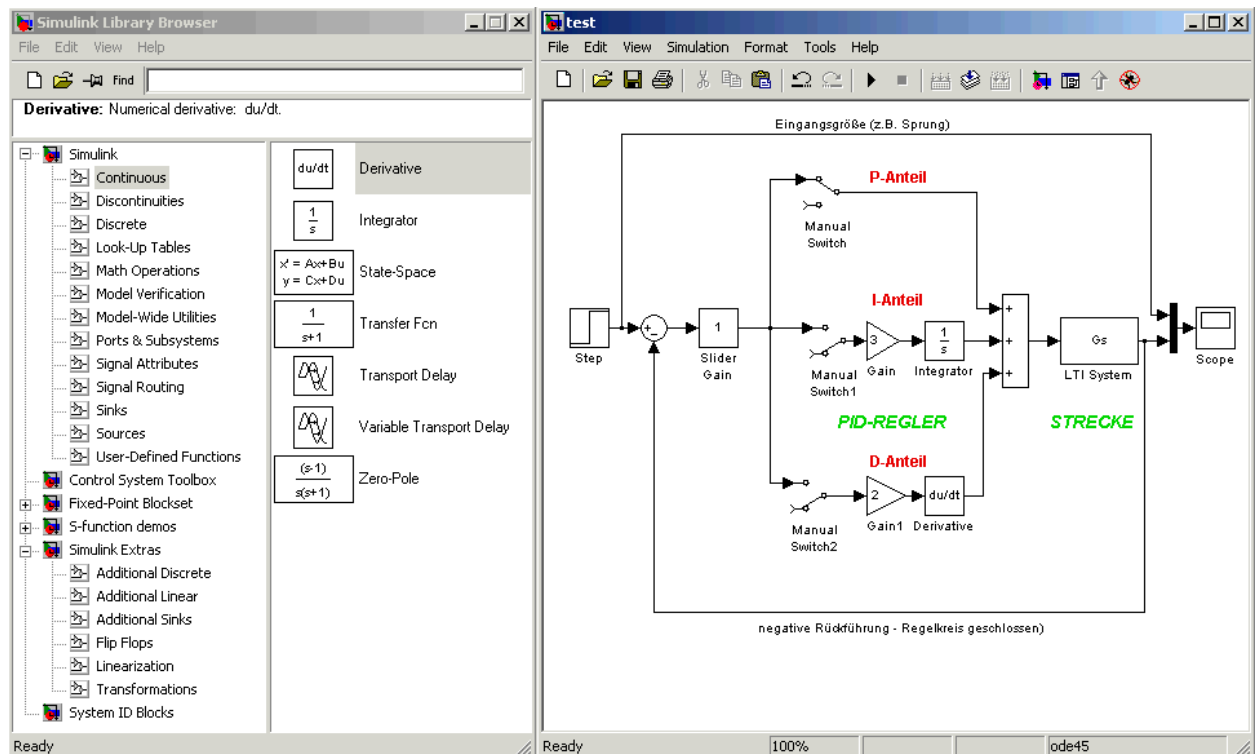 Simulink Library Browser
File Edit View Help
Find
Derivative: Numerical derivative: du/dt.
Simulink
Continuous
Discontinuities
Discrete
Look-Up Tables
Math Operations
Model Verification
Model-Wide Utilities
Ports & Subsystems
Signal Attributes
Signal Routing
Sinks
Sources
User-Defined Functions
Control System Toolbox
Fixed-Point Blockset
S-function demos
Simulink Extras
Additional Discrete
Additional Linear
Additional Sinks
Flip Flops
Linearization
Transformations
System ID Blocks
du/dt Derivative
1
s
Integrator
x' = Ax+Bu
y = Cx+Du
State-Space
1
s+1
Transfer Fcn
Transport Delay
Variable Transport Delay
(s-1)
s(s+1)
Zero-Pole
Ready
test
File Edit View Simulation Format Tools Help
Eingangsgröße (z.B. Sprung)
P-Anteil
Manual
Switch
I-Anteil
Step
+
-
1
Slider
Gain
Manual
Switch1
3
Gain
1
s
Integrator
+
+
+
Gs
LTI System
Scope
PID-REGLER
STRECKE
D-Anteil
Manual
Switch2
2
Gain1
du/dt
Derivative
negative Rückführung - Regelkreis geschlossen)
Ready 100% ode45